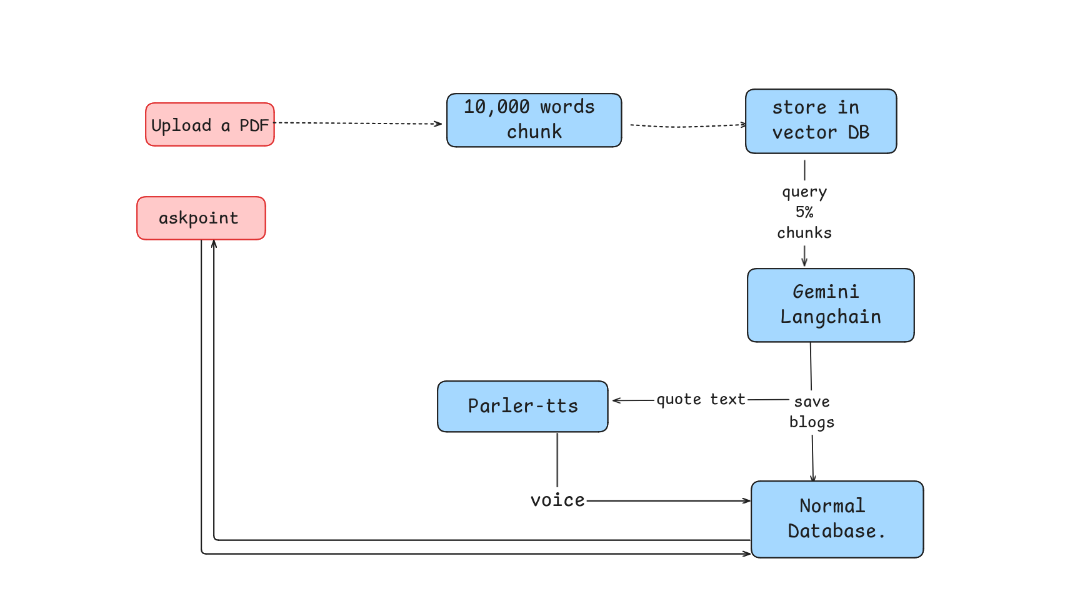 Upload a PDF
10,000 words
chunk
store in
vector DB
askpoint
query
5%
chunks
Gemini
Langchain
Parler-tts
quote text
save
blogs
voice
Normal
Database.